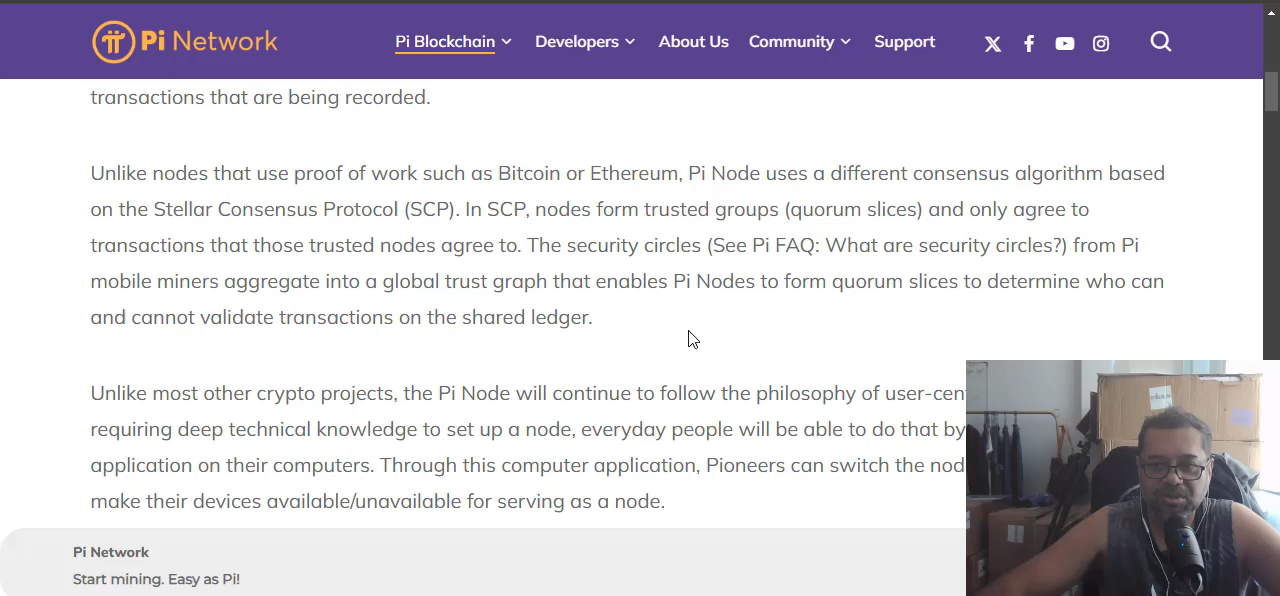 Pi Network
Pi Blockchain Developers About Us Community Support
transactions that are being recorded.
Unlike nodes that use proof of work such as Bitcoin or Ethereum, Pi Node uses a different consensus algorithm based
on the Stellar Consensus Protocol (SCP). In SCP, nodes form trusted groups (quorum slices) and only agree to
transactions that those trusted nodes agree to. The security circles (See Pi FAQ: What are security circles?) from Pi
mobile miners aggregate into a global trust graph that enables Pi Nodes to form quorum slices to determine who can
and cannot validate transactions on the shared ledger.
Unlike most other crypto projects, the Pi Node will continue to follow the philosophy of user-cen
requiring deep technical knowledge to set up a node, everyday people will be able to do that by
application on their computers. Through this computer application, Pioneers can switch the nod
make their devices available/unavailable for serving as a node.
Pi Network
Start mining. Easy as Pi!